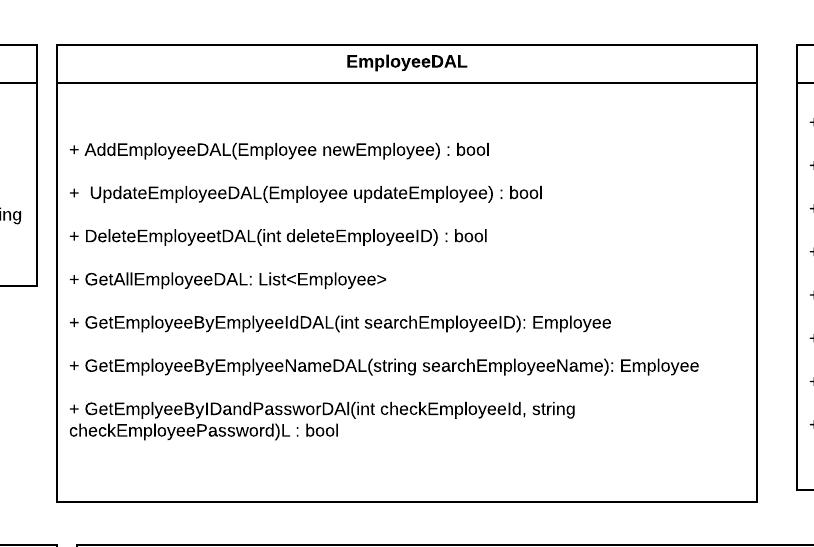 EmployeeDAL
+ AddEmployeeDAL(Employee newEmployee) : bool
+ UpdateEmployeeDAL(Employee updateEmployee) : bool
ing
+ DeleteEmployeetDAL(int deleteEmployeeID) : bool
+ GetAllEmployeeDAL: List<Employee>
+ GetEmployeeByEmplyeeIdDAL(int searchEmployeeID): Employee
+ GetEmployeeByEmplyeeNameDAL(string searchEmployeeName): Employee
+ GetEmplyeeByIDandPassworDAl(int checkEmployeeId, string
checkEmployeePassword)L : bool